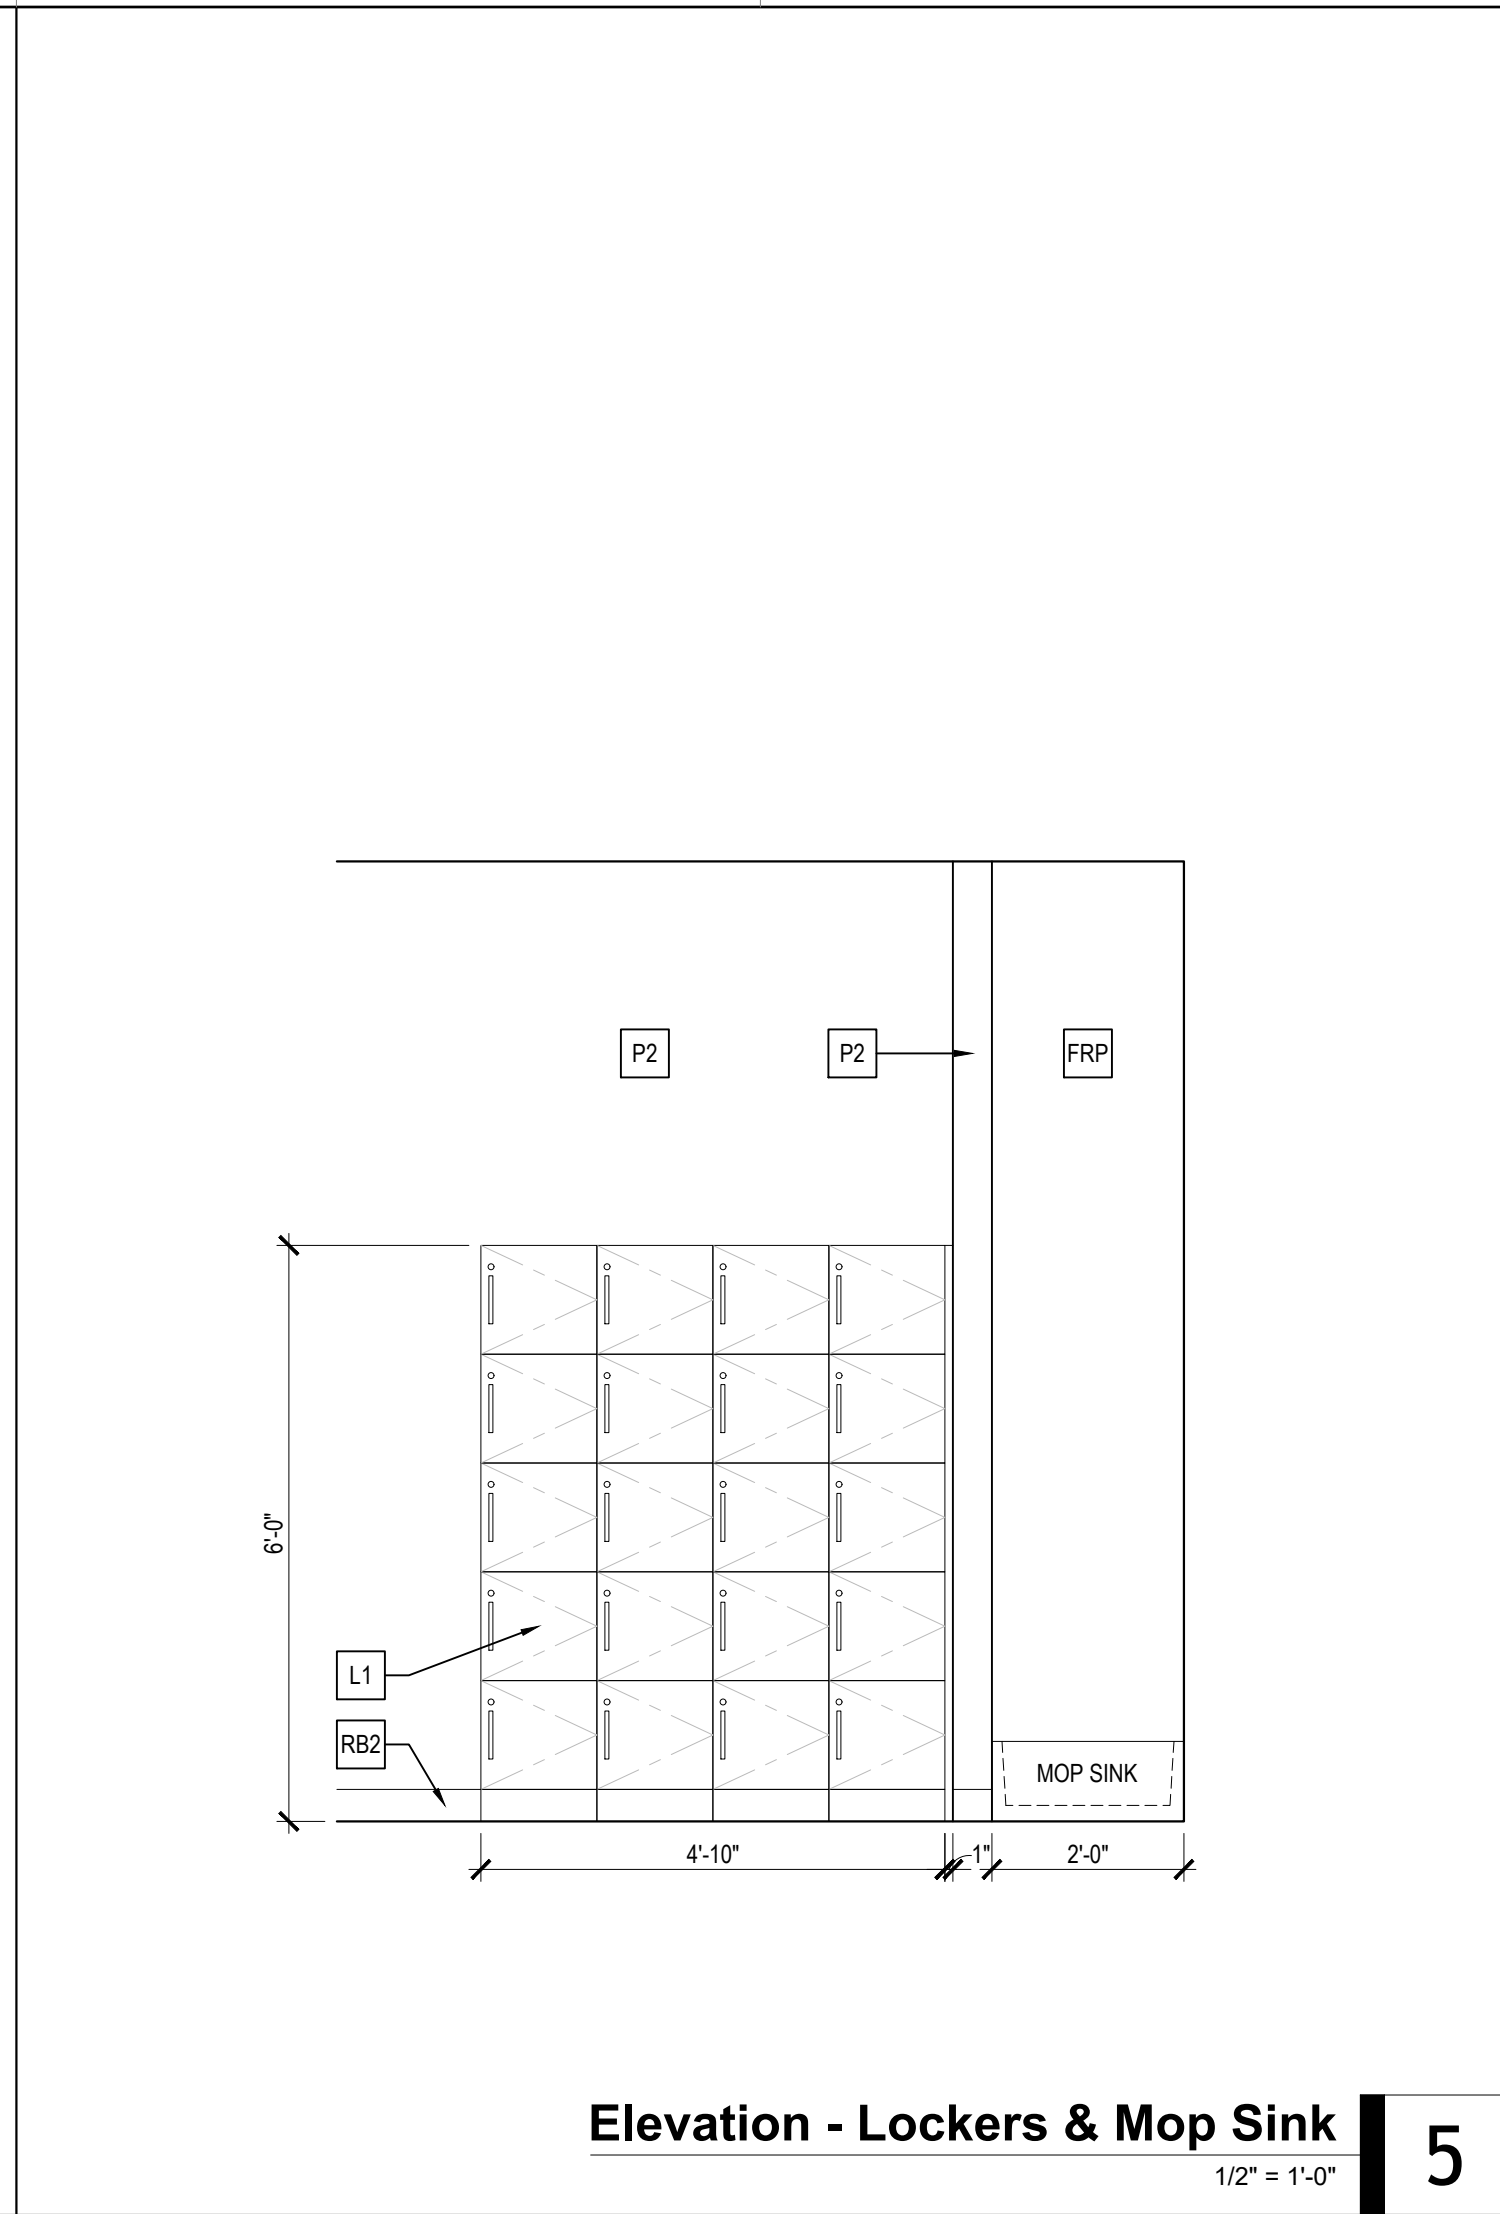 P2
P2
FRP
6'-0"
L1
RB2
MOP SINK
4'-10"
1"
2'-0"
Elevation - Lockers & Mop Sink
1/2" = 1'-0"
5